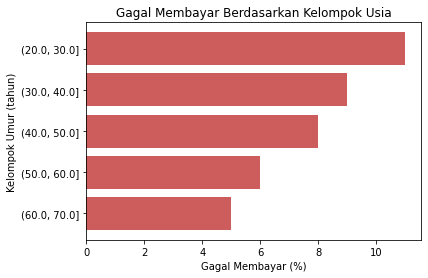 Gagal Membayar Berdasarkan Kelompok Usia
Kelompok Umur (tahun)
(20.0, 30.0]
(30.0, 40.0]
(40.0, 50.0]
(50.0, 60.0]
(60.0, 70.0]
0 2 4 6 8 10
Gagal Membayar (%)